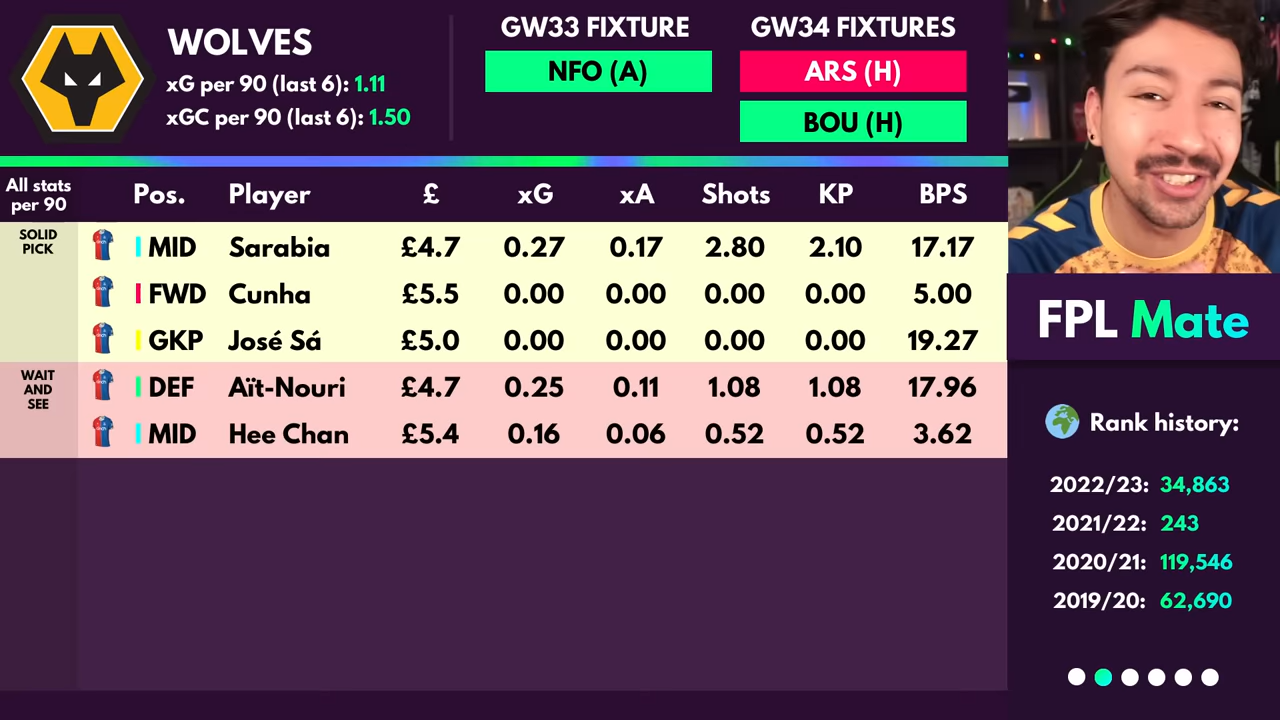 WOLVES
xG per 90 (last 6): 1.11
xGC per 90 (last 6): 1.50
GW33 FIXTURE
NFO (A)
GW34 FIXTURES
ARS (H)
BOU (H)
All stats
per 90
Pos. Player £ xG xA Shots KP BPS
SOLID
PICK
MID Sarabia £4.7 0.27 0.17 2.80 2.10 17.17
FWD Cunha £5.5 0.00 0.00 0.00 0.00 5.00
GKP José Sá £5.0 0.00 0.00 0.00 0.00 19.27
WAIT
AND
SEE
DEF Aït-Nouri £4.7 0.25 0.11 1.08 1.08 17.96
MID Hee Chan £5.4 0.16 0.06 0.52 0.52 3.62
FPL Mate
Rank history:
2022/23: 34,863
2021/22: 243
2020/21: 119,546
2019/20: 62,690